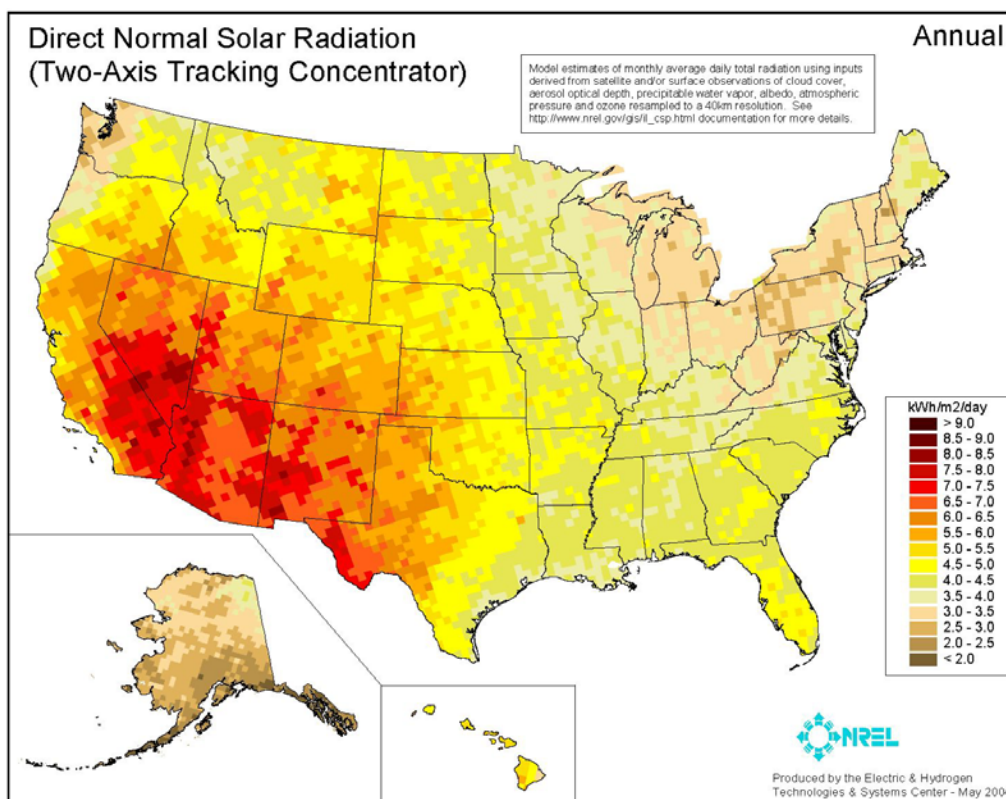 Direct Normal Solar Radiation
(Two-Axis Tracking Concentrator)
Annual
Model estimates of monthly average daily total radiation using inputs
derived from satellite and/or surface observations of cloud cover,
aerosol optical depth, precipitable water vapor, albedo, atmospheric
pressure and ozone resampled to a 40km resolution. See
http://www.nrel.gov/gis/il_csp.html documentation for more details.
kWh/m2/day
> 9.0
8.5 - 9.0
8.0 - 8.5
7.5 - 8.0
7.0 - 7.5
6.5 - 7.0
6.0 - 6.5
5.5 - 6.0
5.0 - 5.5
4.5 - 5.0
4.0 - 4.5
3.5 - 4.0
3.0 - 3.5
2.5 - 3.0
2.0 - 2.5
< 2.0
NREL
Produced by the Electric & Hydrogen
Technologies & Systems Center - May